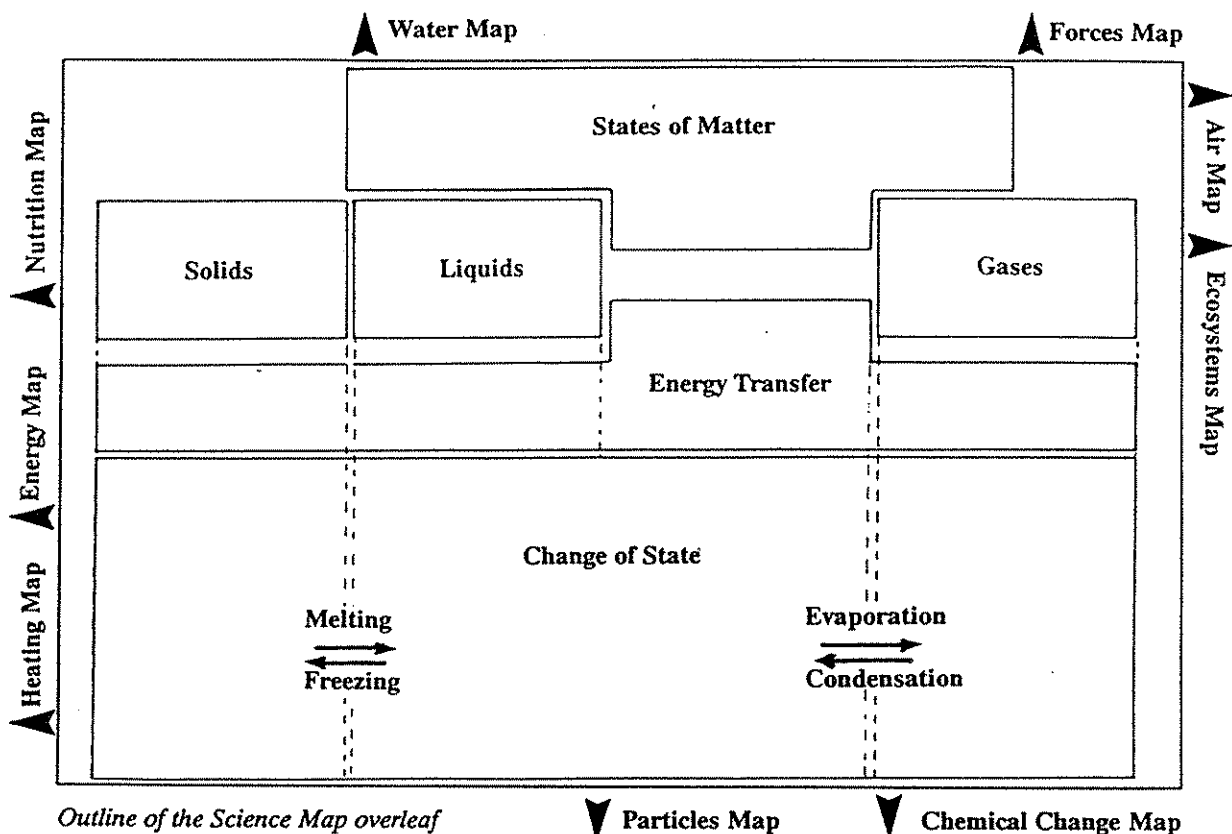 Water Map
Forces Map
States of Matter
Nutrition Map
Air Map
Solids
Liquids
Gases
Ecosystems Map
Energy Transfer
Energy Map
Change of State
Heating Map
Melting
Freezing
Evaporation
Condensation
Outline of the Science Map overleaf
Particles Map
Chemical Change Map